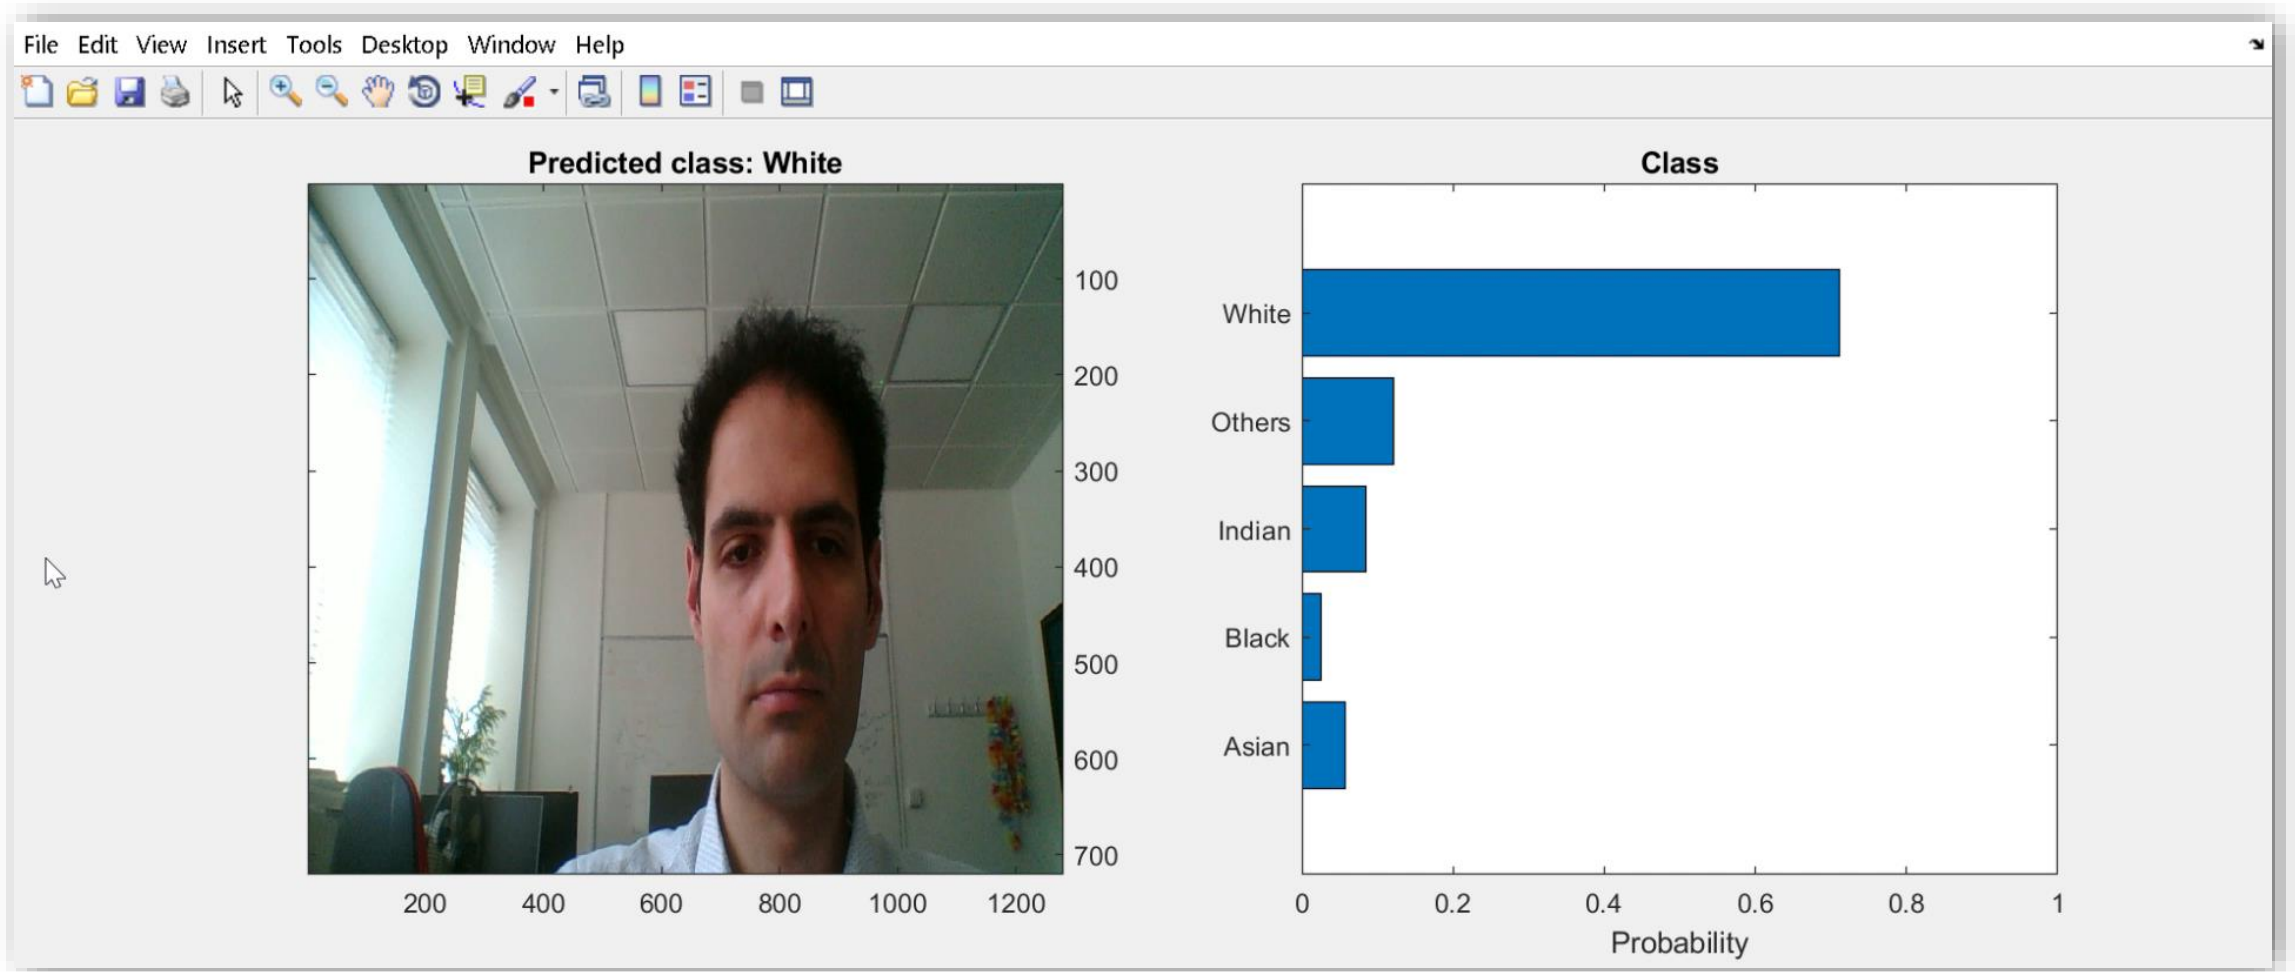 File Edit View Insert Tools Desktop Window Help
Predicted class: White
100
200
300
400
500
600
700
200 400 600 800 1000 1200
Class
White
Others
Indian
Black
Asian
0 0.2 0.4 0.6 0.8 1
Probability